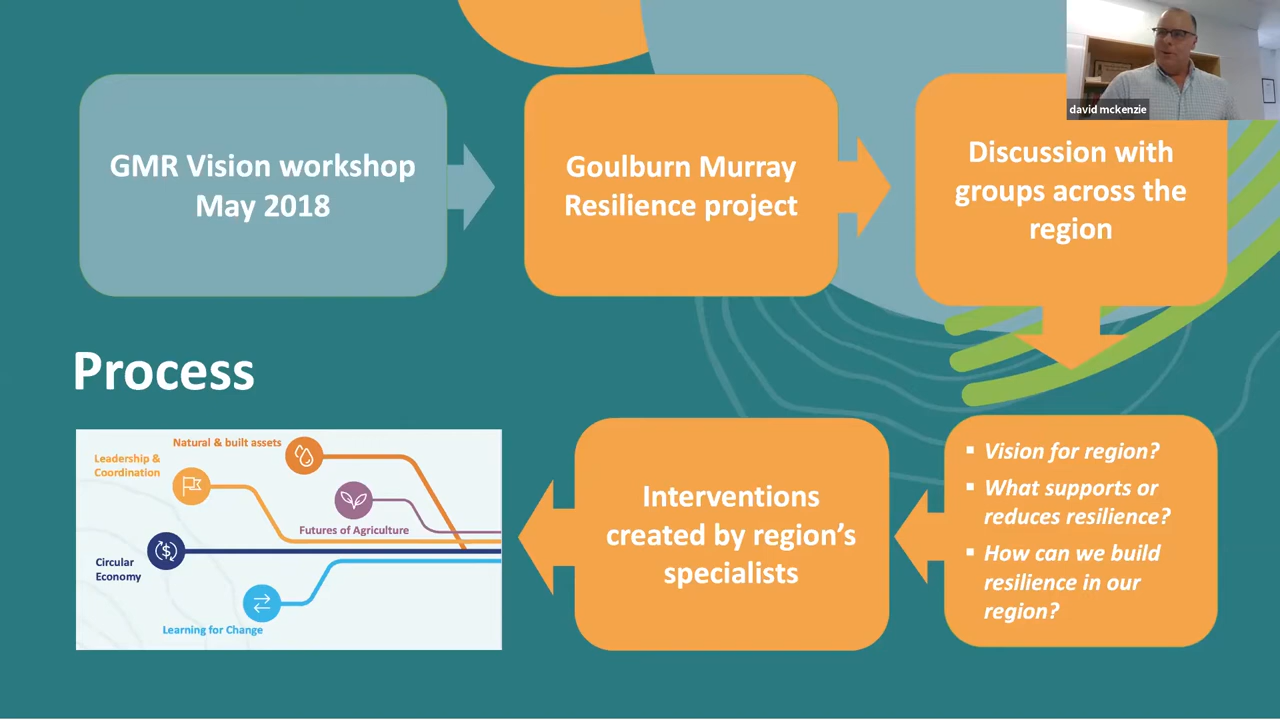 GMR Vision workshop
May 2018
Goulburn Murray
Resilience project
Discussion with
groups across the
region
david mckenzie
Process
▪ Vision for region?
▪ What supports or
reduces resilience?
▪ How can we build
resilience in our
region?
Interventions
created by region's
specialists
Natural & built assets
Leadership &
Coordination
Futures of Agriculture
Circular
Economy
Learning for Change